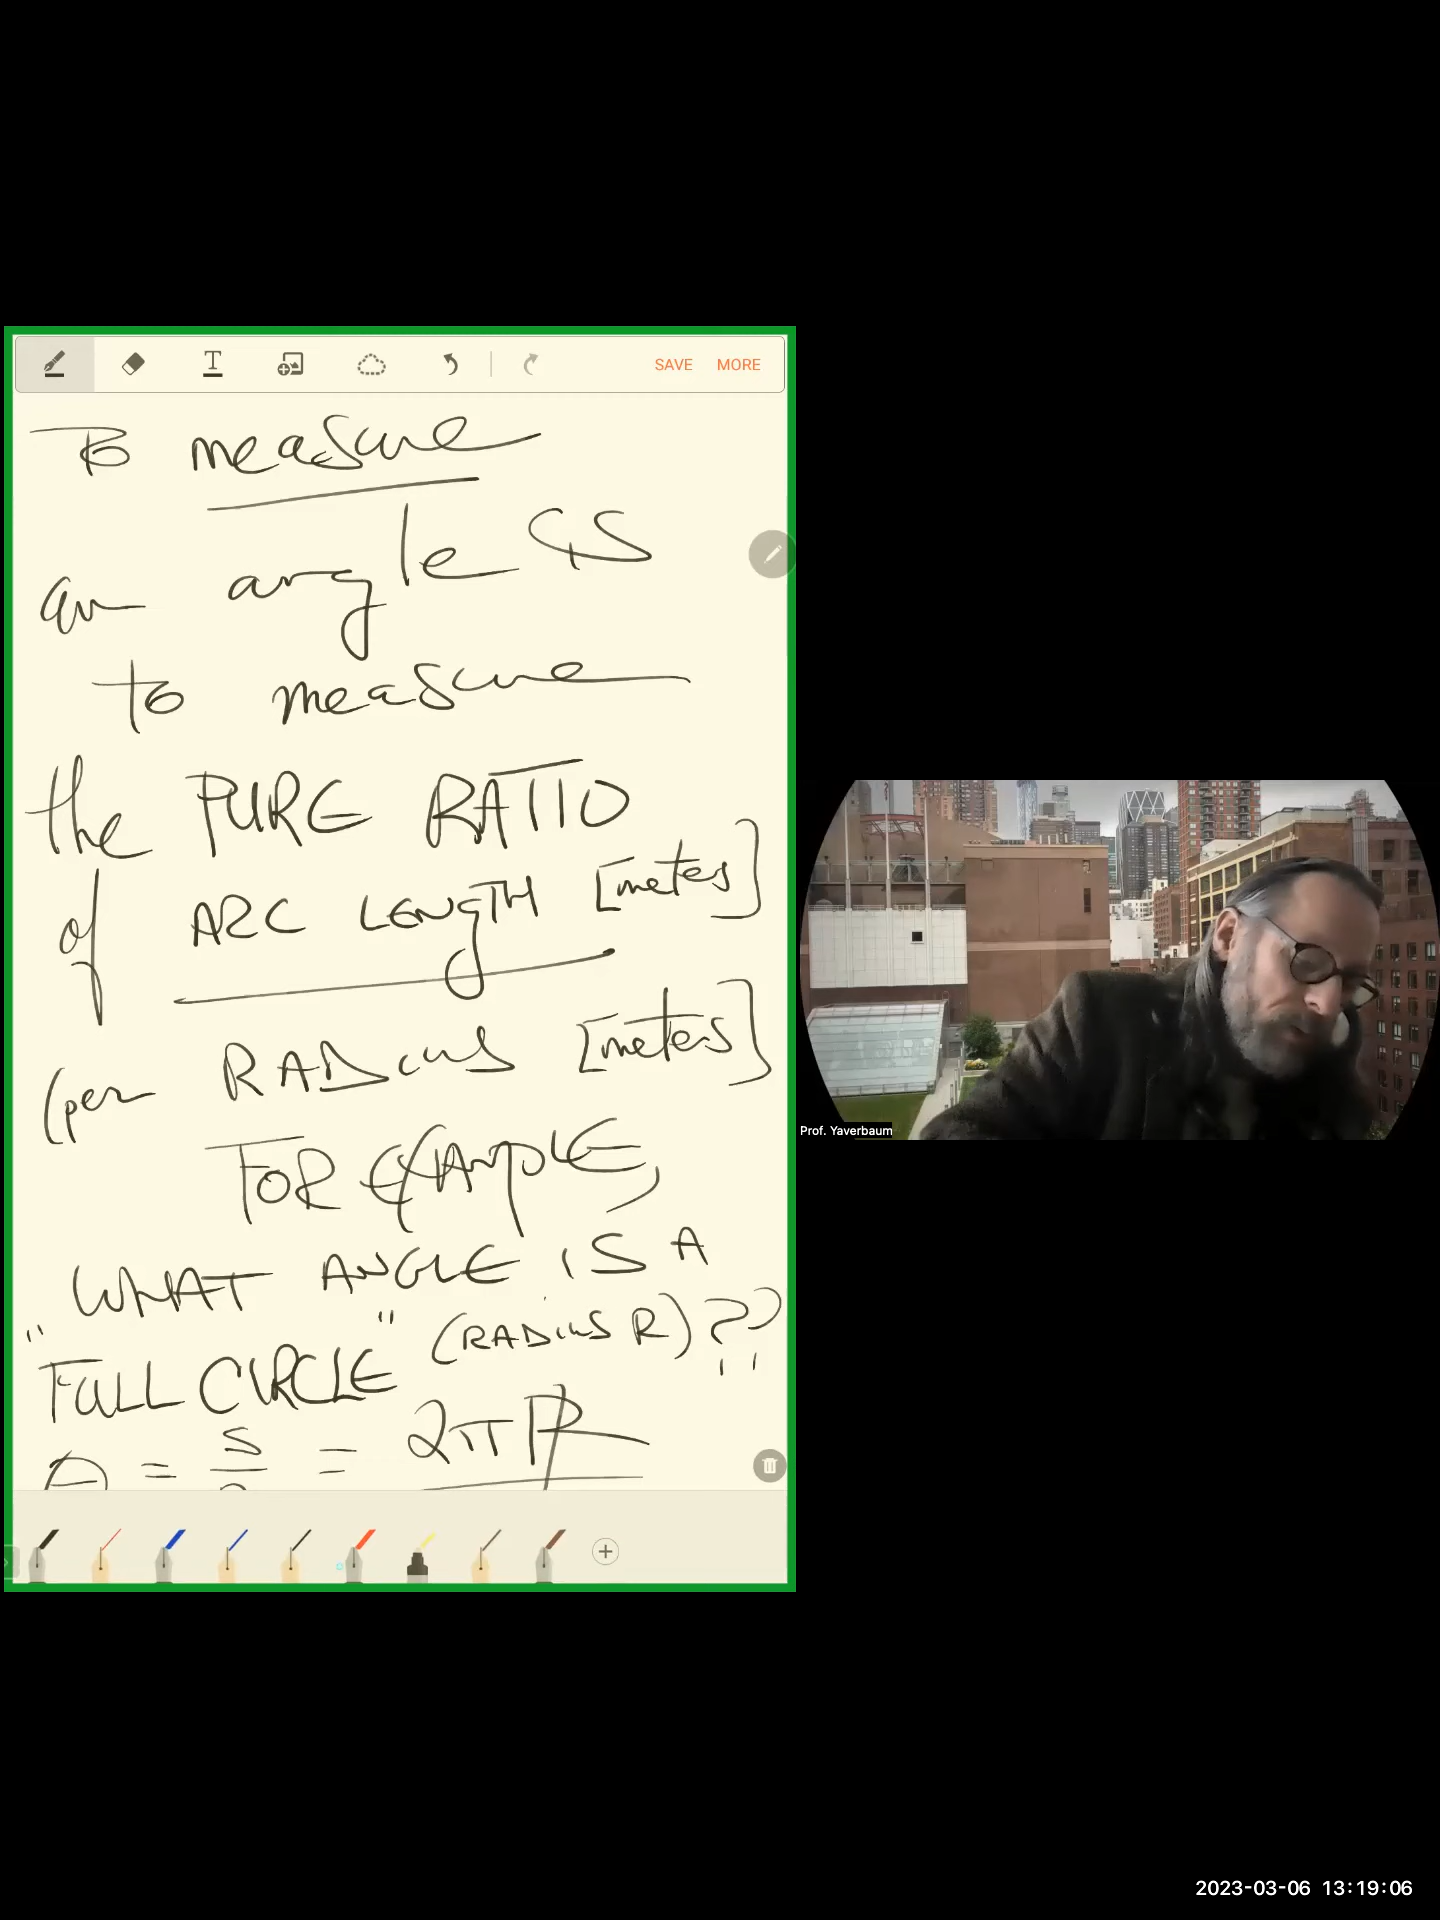 T
SAVE MORE
To measure
an angle is
to measure
the PURE RATIO
of ARC LENGTH [meters]
(per RADIUS [meters]
FOR EXAMPLE,
"WHAT ANGLE IS A
FULL CIRCLE" (RADIUS R)??
θ = S = 2πR
Prof. Yaverbaum
2023-03-06 13:19:06